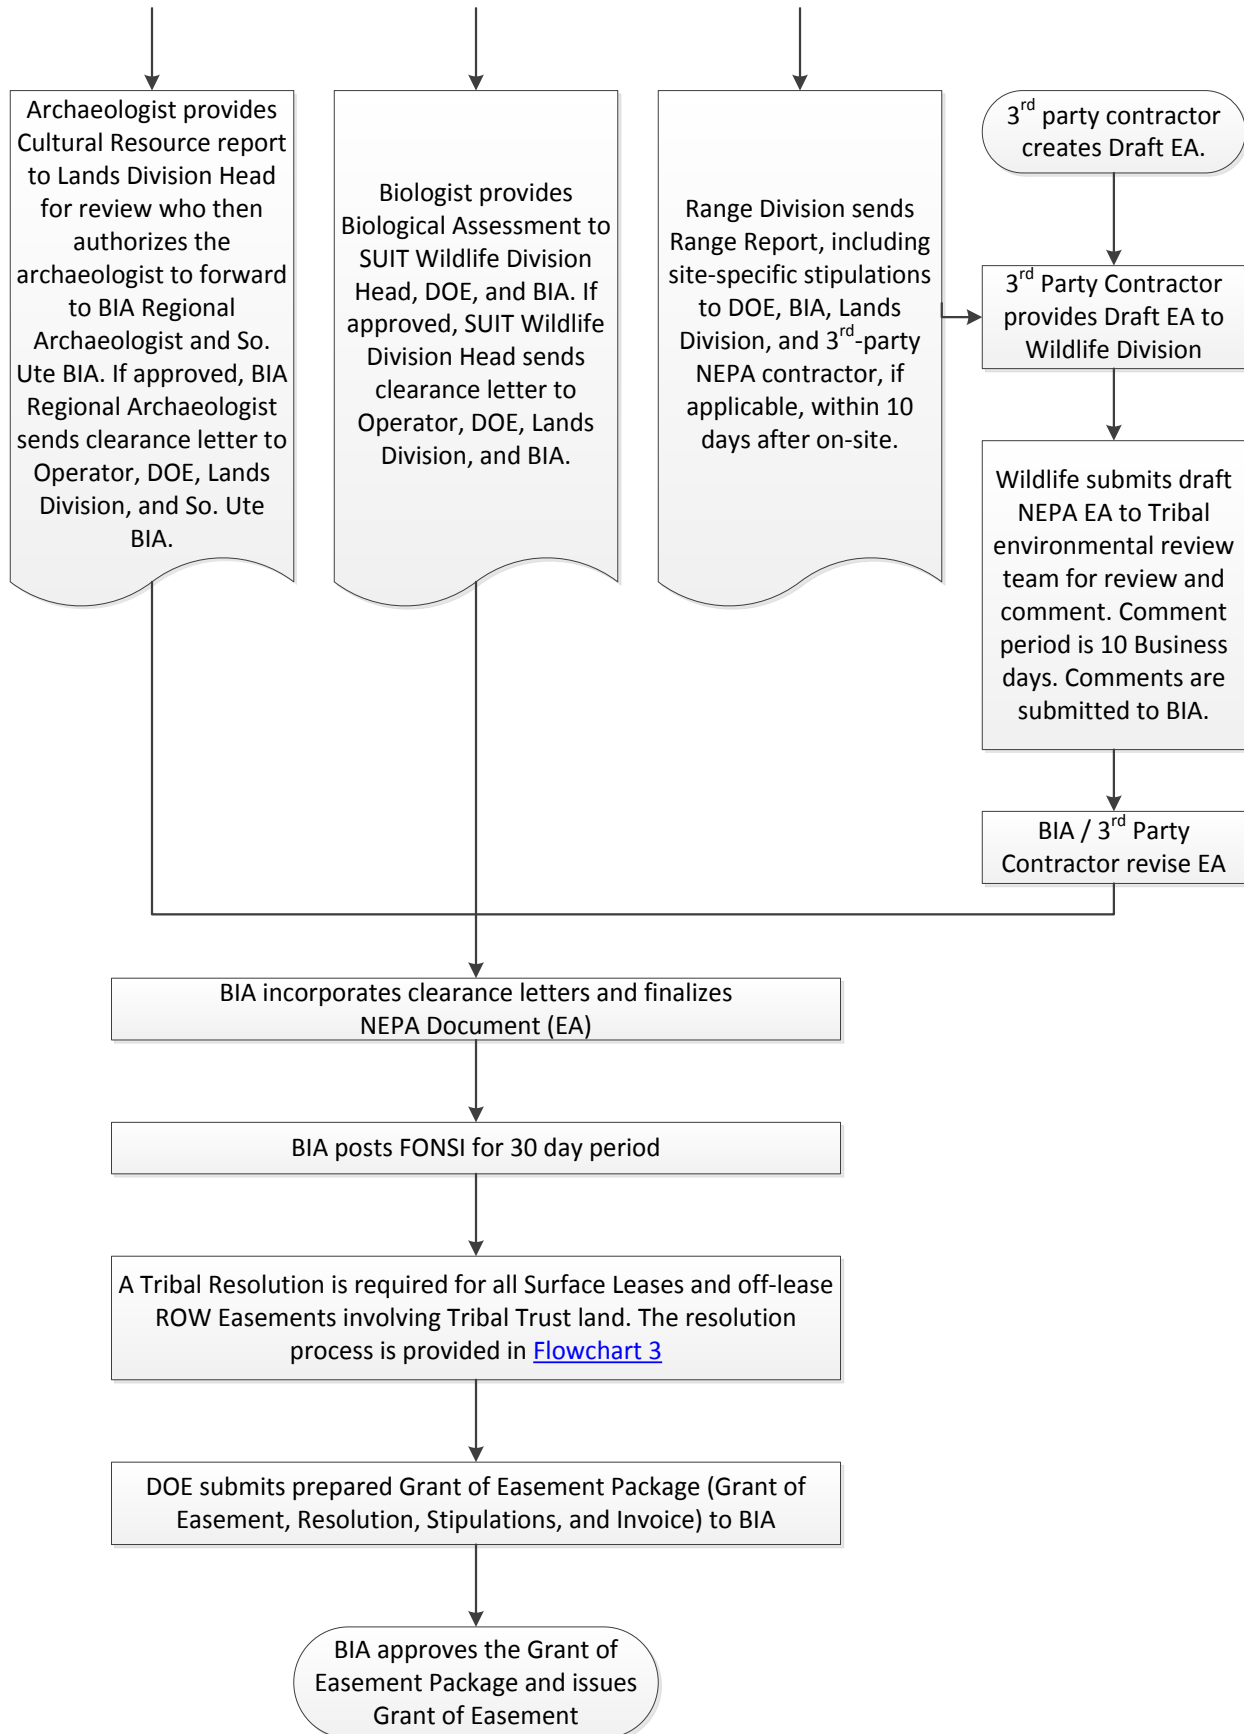 Archaeologist provides
Cultural Resource report
to Lands Division Head
for review who then
authorizes the
archaeologist to forward
to BIA Regional
Archaeologist and So.
Ute BIA. If approved, BIA
Regional Archaeologist
sends clearance letter to
Operator, DOE, Lands
Division, and So. Ute
BIA.
Biologist provides
Biological Assessment to
SUIT Wildlife Division
Head, DOE, and BIA. If
approved, SUIT Wildlife
Division Head sends
clearance letter to
Operator, DOE, Lands
Division, and BIA.
Range Division sends
Range Report, including
site-specific stipulations
to DOE, BIA, Lands
Division, and 3rd-party
NEPA contractor, if
applicable, within 10
days after on-site.
3rd party contractor
creates Draft EA.
3rd Party Contractor
provides Draft EA to
Wildlife Division
Wildlife submits draft
NEPA EA to Tribal
environmental review
team for review and
comment. Comment
period is 10 Business
days. Comments are
submitted to BIA.
BIA / 3rd Party
Contractor revise EA
BIA incorporates clearance letters and finalizes
NEPA Document (EA)
BIA posts FONSI for 30 day period
A Tribal Resolution is required for all Surface Leases and off-lease
ROW Easements involving Tribal Trust land. The resolution
process is provided in Flowchart 3
DOE submits prepared Grant of Easement Package (Grant of
Easement, Resolution, Stipulations, and Invoice) to BIA
BIA approves the Grant of
Easement Package and issues
Grant of Easement